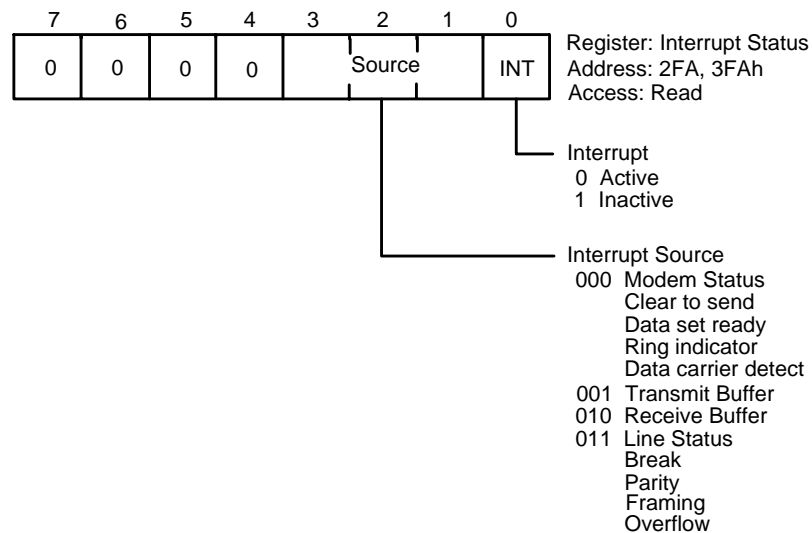 7 6 5 4 3 2 1 0
0 0 0 0 Source INT
Register: Interrupt Status
Address: 2FA, 3FAh
Access: Read
Interrupt
0 Active
1 Inactive
Interrupt Source
000 Modem Status
Clear to send
Data set ready
Ring indicator
Data carrier detect
001 Transmit Buffer
010 Receive Buffer
011 Line Status
Break
Parity
Framing
Overflow